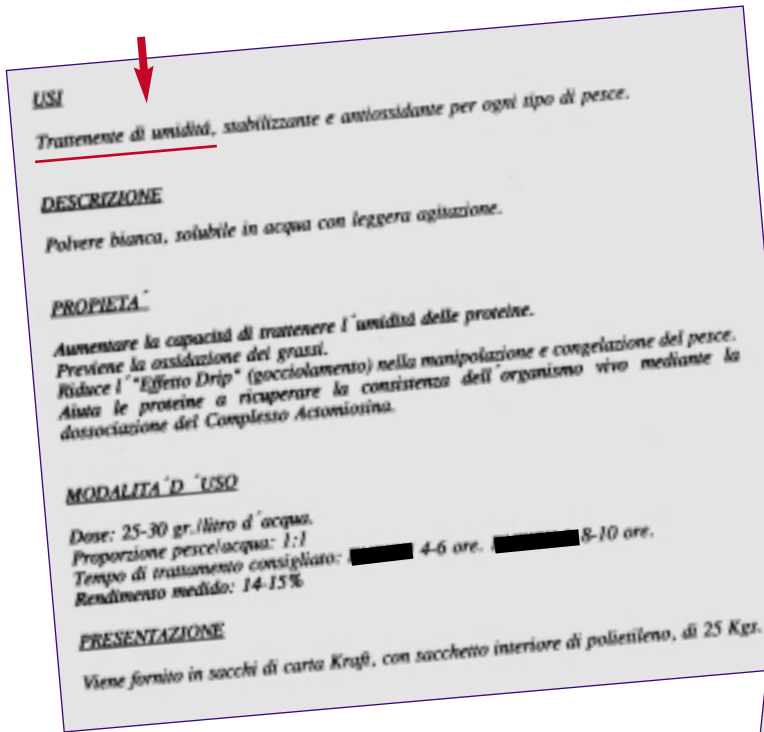 USI
Trattenente di umiditá, stabilizzante e antiossidante per ogni tipo di pesce.
DESCRIZIONE
Polvere bianca, solubile in acqua con leggera agitazione.
PROPIETA´
Aumentare la capacitá di trattenere l´umiditá delle proteine.
Previene la ossidazione dei grassi.
Riduce l´"Effetto Drip" (gocciolamento) nella manipolazione e congelazione del pesce.
Aiuta le proteine a ricuperare la consistenza dell´organismo vivo mediante la
dossociazione del Complesso Actomiosina.
MODALITA´D ´USO
Dose: 25-30 gr./litro d´acqua.
Proporzione pesce/acqua: 1:1
Tempo di trattamento consigliato: 4-6 ore. 8-10 ore.
Rendimento medido: 14-15%
PRESENTAZIONE
Viene fornito in sacchi di carta Kraft, con sacchetto interiore di polietileno, di 25 Kgs.